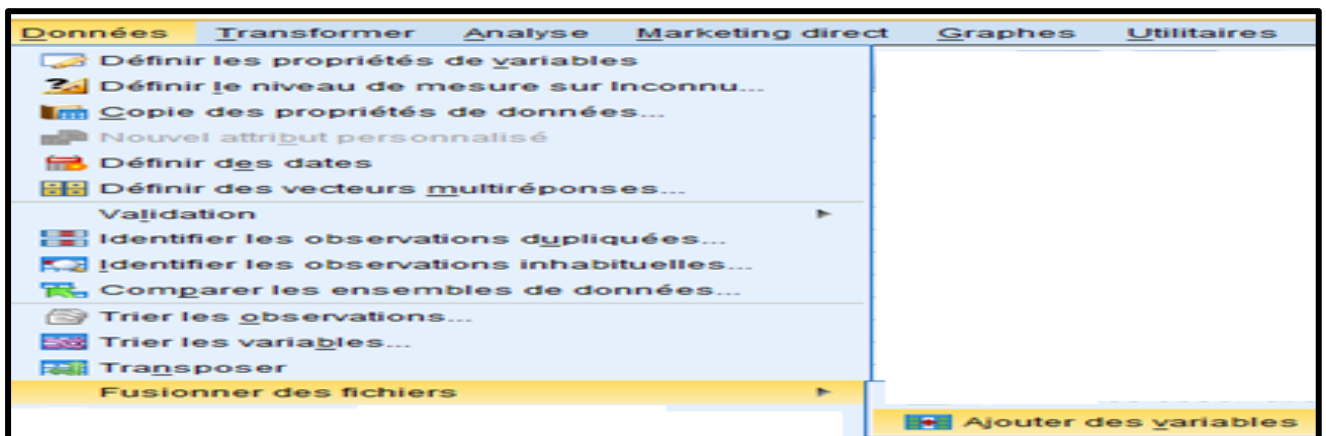 Données Transformer Analyse Marketing direct Graphes Utilitaires
Définir les propriétés de variables
Définir le niveau de mesure sur Inconnu...
Copie des propriétés de données...
Nouvel attribut personnalisé
Définir des dates
Définir des vecteurs multiréponses...
Validation
Identifier les observations dupliquées...
Identifier les observations inhabituelles...
Comparer les ensembles de données...
Trier les observations...
Trier les variables...
Transposer
Fusionner des fichiers
Ajouter des variables